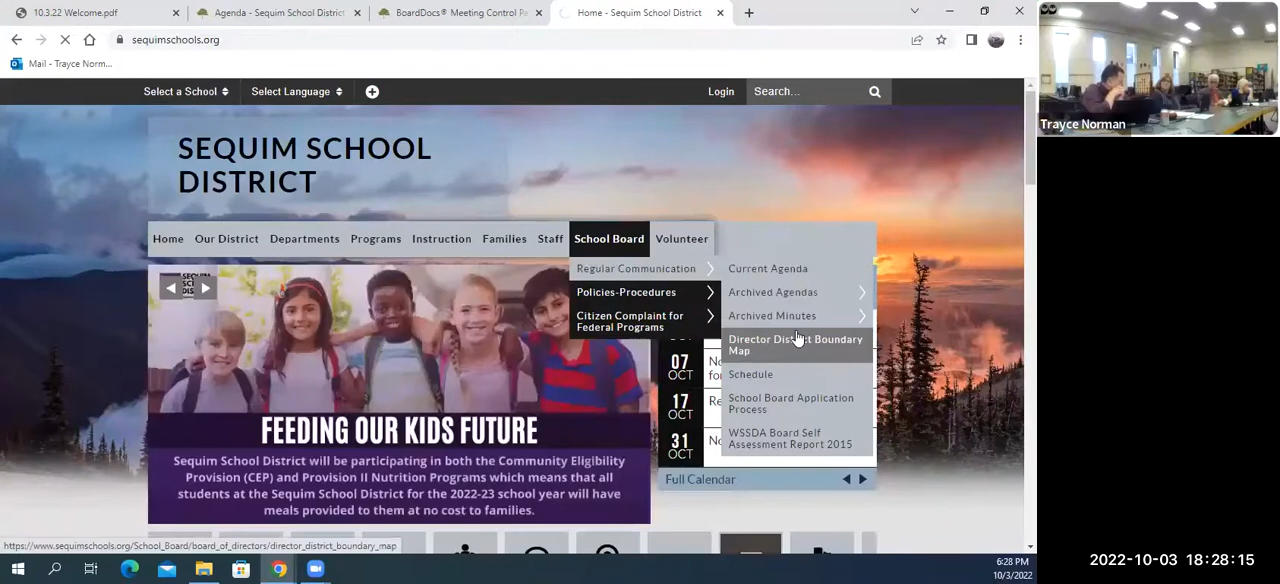 10.3.22 Welcome.pdf
Agenda - Sequim School District
BoardDocs® Meeting Control Pa
Home - Sequim School District
sequimschools.org
Mail - Trayce Norm...
Select a School
Select Language
Login
Search...
Trayce Norman
SEQUIM SCHOOL
DISTRICT
Home
Our District
Departments
Programs
Instruction
Families
Staff
School Board
Volunteer
Regular Communication
Policies-Procedures
Citizen Complaint for
Federal Programs
Current Agenda
Archived Agendas
Archived Minutes
Director District Boundary
Map
Schedule
School Board Application
Process
WSSDA Board Self
Assessment Report 2015
07
OCT
No
for
17
OCT
Re
31
OCT
No
Full Calendar
FEEDING OUR KIDS FUTURE
Sequim School District will be participating in both the Community Eligibility
Provision (CEP) and Provision II Nutrition Programs which means that all
students at the Sequim School District for the 2022-23 school year will have
meals provided to them at no cost to families.
https://www.sequimschools.org/School_Board/board_of_directors/director_district_boundary_map
6:28 PM
10/3/2022
2022-10-03 18:28:15